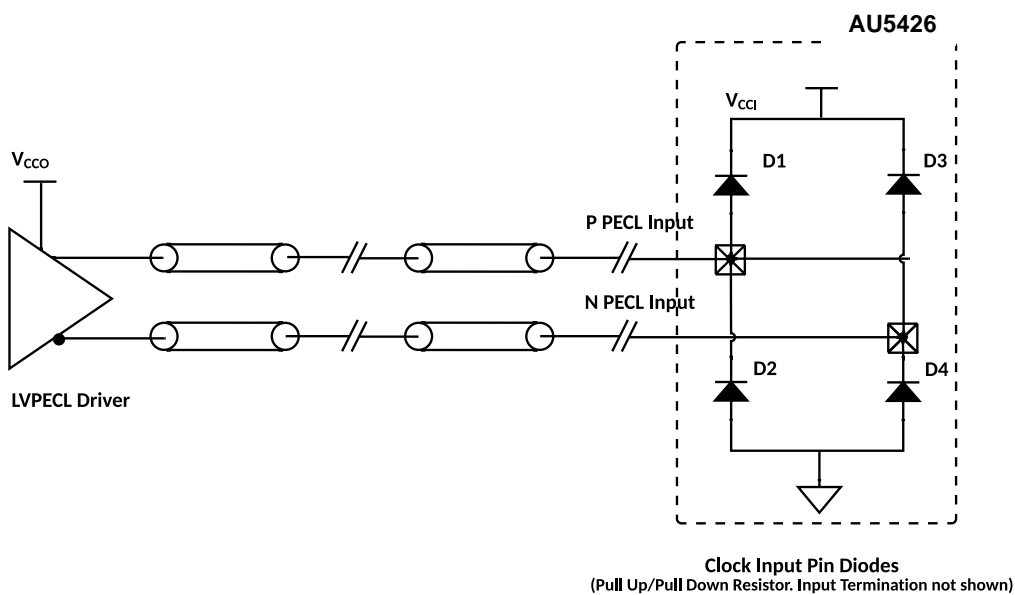 AU5426
VCCI
VCCO
D1
D3
P PECL Input
N PECL Input
D2
D4
LVPECL Driver
Clock Input Pin Diodes
(Pull Up/Pull Down Resistor. Input Termination not shown)